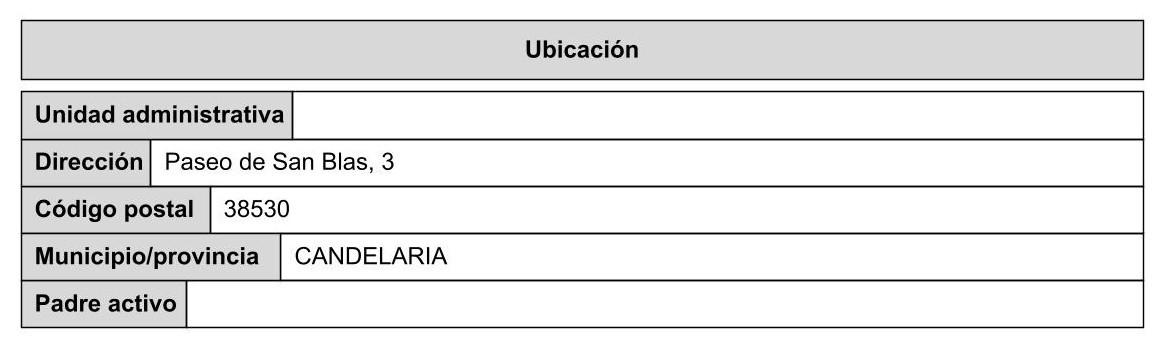 Ubicación
Unidad administrativa
Dirección Paseo de San Blas, 3
Código postal 38530
Municipio/provincia CANDELARIA
Padre activo